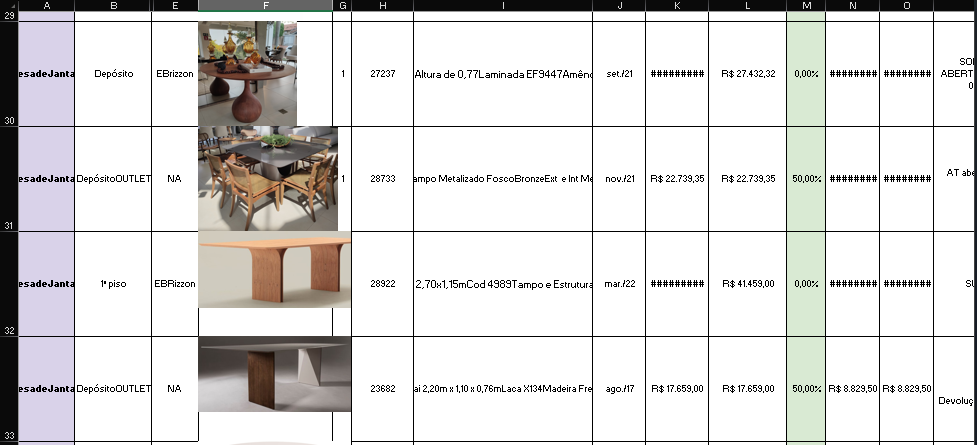 A B E F G H I J K L M N O
29
esadeJanta Depósito EBrizzon 1 27237 Altura de 0,77Laminada EF9447Amênd set./21 ######### R$ 27.432,32 0,00% ######## ########
ABERT
0
30
esadeJanta DepósitoOUTLET NA 1 28733 ampo Metalizado FoscoBronzeExt e Int Me nov./21 R$ 22.739,35 R$ 22.739,35 50,00% ######## ######## AT abe
31
esadeJanta 1º piso EBrizzon 28922 2,70x1,15mCod 4989Tampo e Estrutura mar./22 ######### R$ 41.459,00 0,00% ######## ########
32
esadeJanta DepósitoOUTLET NA 23682 ai 2,20m x 1,10 x 0,76mLaca X134Madeira Fre ago./17 R$ 17.659,00 R$ 17.659,00 50,00% R$ 8.829,50 R$ 8.829,50
Devoluç
33